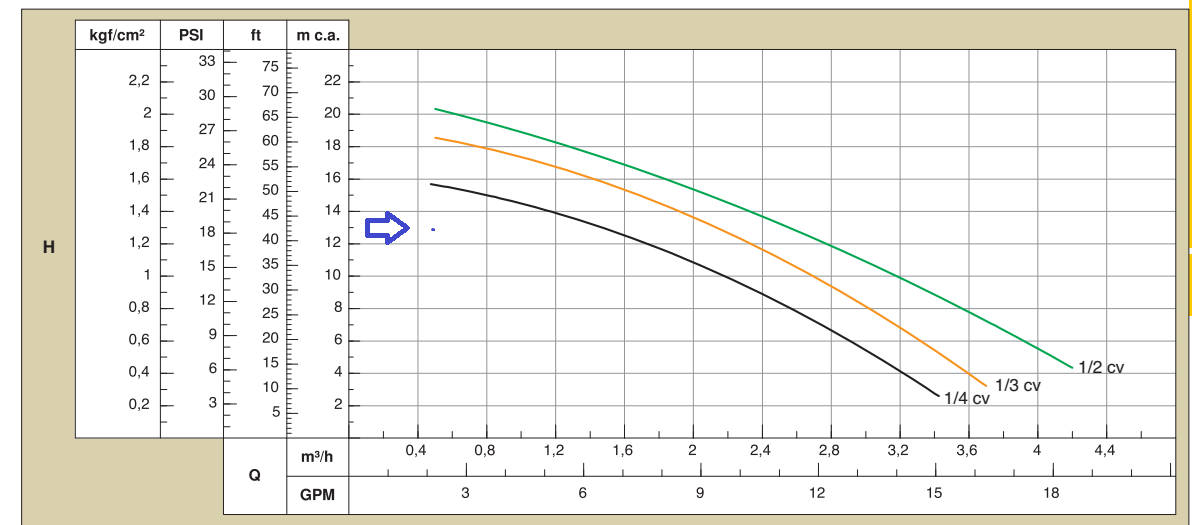 kgf/cm² PSI ft m c.a.
33 75
2,2 30 70 22
2 27 65 20
1,8 24 60 18
1,6 21 55 16
1,4 18 50 14
1,2 15 45 12
1 12 40 10
0,8 9 35 8
0,6 6 30 6
0,4 3 25 4
0,2 20 2
15
10
5
H
1/2 cv
1/3 cv
1/4 cv
Q
m³/h 0,4 0,8 1,2 1,6 2 2,4 2,8 3,2 3,6 4 4,4
GPM 3 6 9 12 15 18